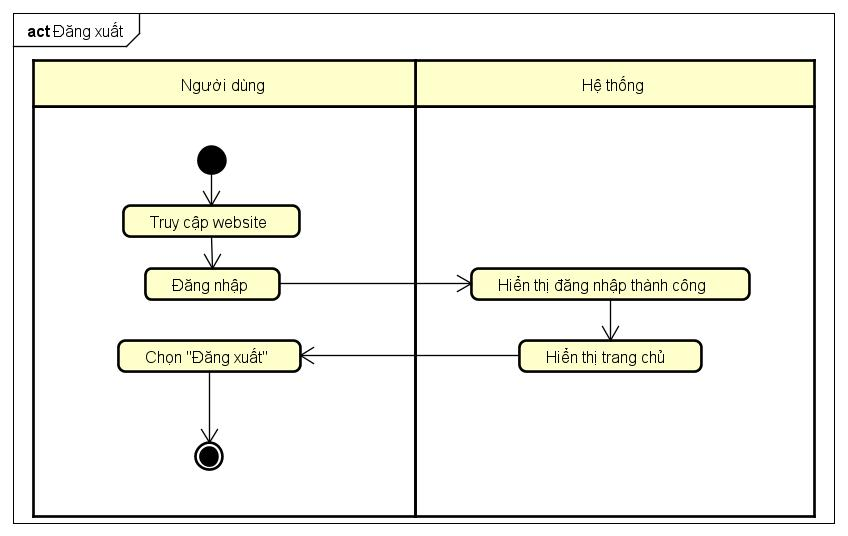 act Đăng xuất
Người dùng
Hệ thống
Truy cập website
Đăng nhập
Hiển thị đăng nhập thành công
Chọn "Đăng xuất"
Hiển thị trang chủ